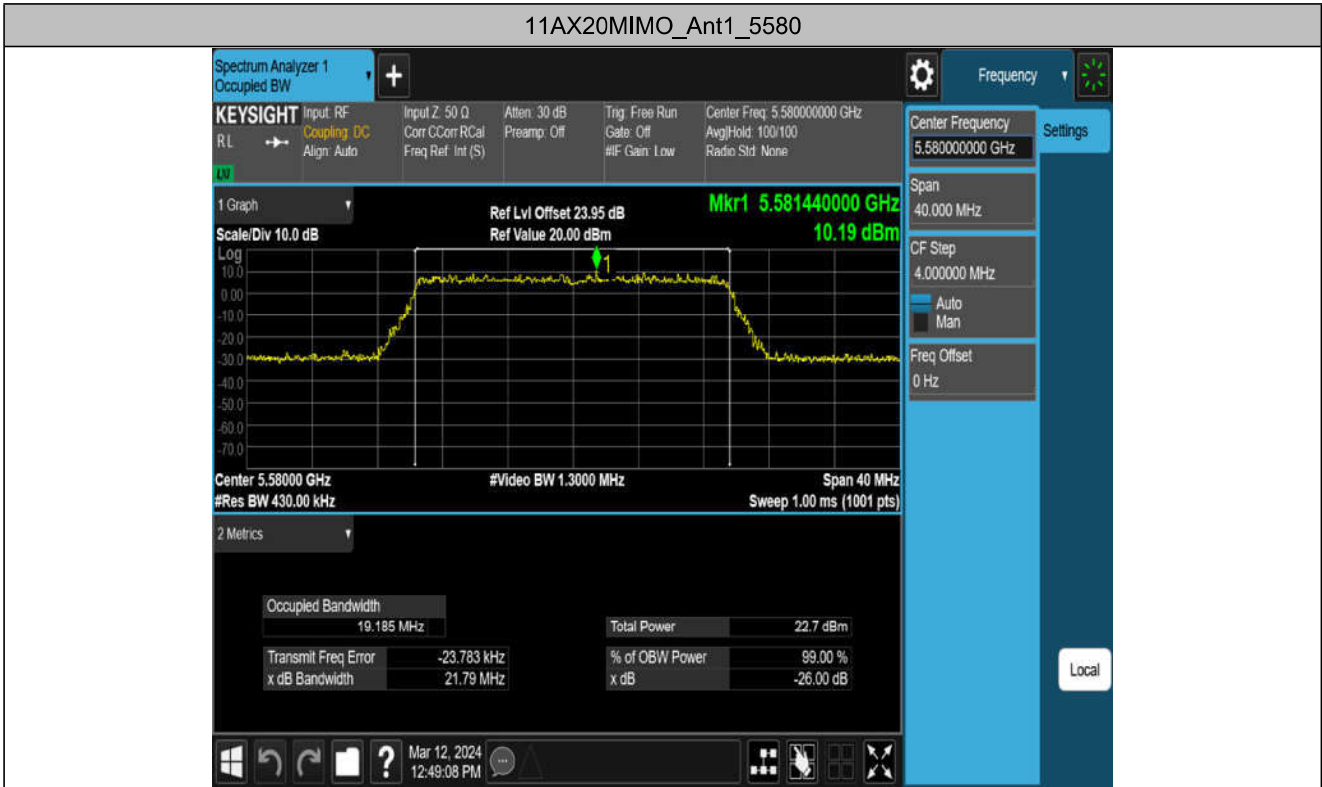 11AX20MIMO_Ant1_5580
Spectrum Analyzer 1
Occupied BW
+
Frequency
KEYSIGHT
RL
Input: RF
Coupling: DC
Align: Auto
Input Z: 50 Ω
Corr CCorr RCal
Freq Ref: Int (S)
Atten: 30 dB
Preamp: Off
Trig: Free Run
Gate: Off
#IF Gain: Low
Center Freq: 5.580000000 GHz
Avg|Hold: 100/100
Radio Std: None
Center Frequency
5.580000000 GHz
Settings
Span
40.000 MHz
CF Step
4.000000 MHz
Auto
Man
Freq Offset
0 Hz
1 Graph
Scale/Div 10.0 dB
Ref Lvl Offset 23.95 dB
Ref Value 20.00 dBm
Mkr1 5.581440000 GHz
10.19 dBm
Log
10.0
0.00
-10.0
-20.0
-30.0
-40.0
-50.0
-60.0
-70.0
1
Center 5.58000 GHz
#Video BW 1.3000 MHz
Span 40 MHz
#Res BW 430.00 kHz
Sweep 1.00 ms (1001 pts)
2 Metrics
Occupied Bandwidth
19.185 MHz
Total Power 22.7 dBm
Transmit Freq Error -23.783 kHz
% of OBW Power 99.00 %
x dB Bandwidth 21.79 MHz
x dB -26.00 dB
Local
?
Mar 12, 2024
12:49:08 PM